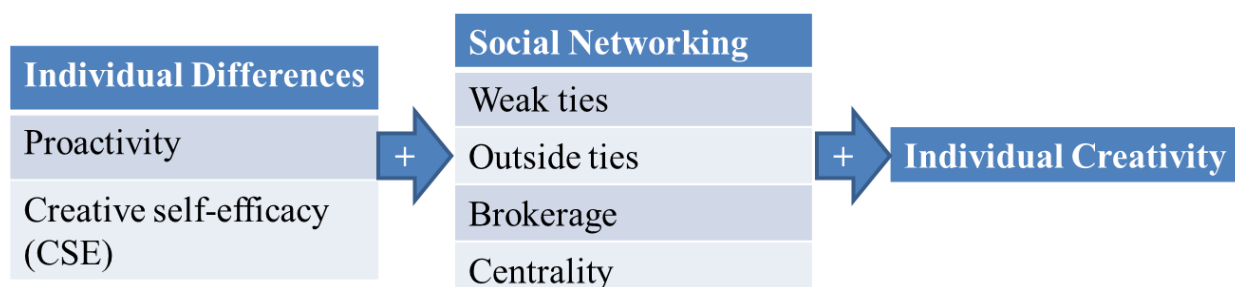 Individual Differences
Proactivity
Creative self-efficacy
(CSE)
+
Social Networking
Weak ties
Outside ties
Brokerage
Centrality
+
Individual Creativity